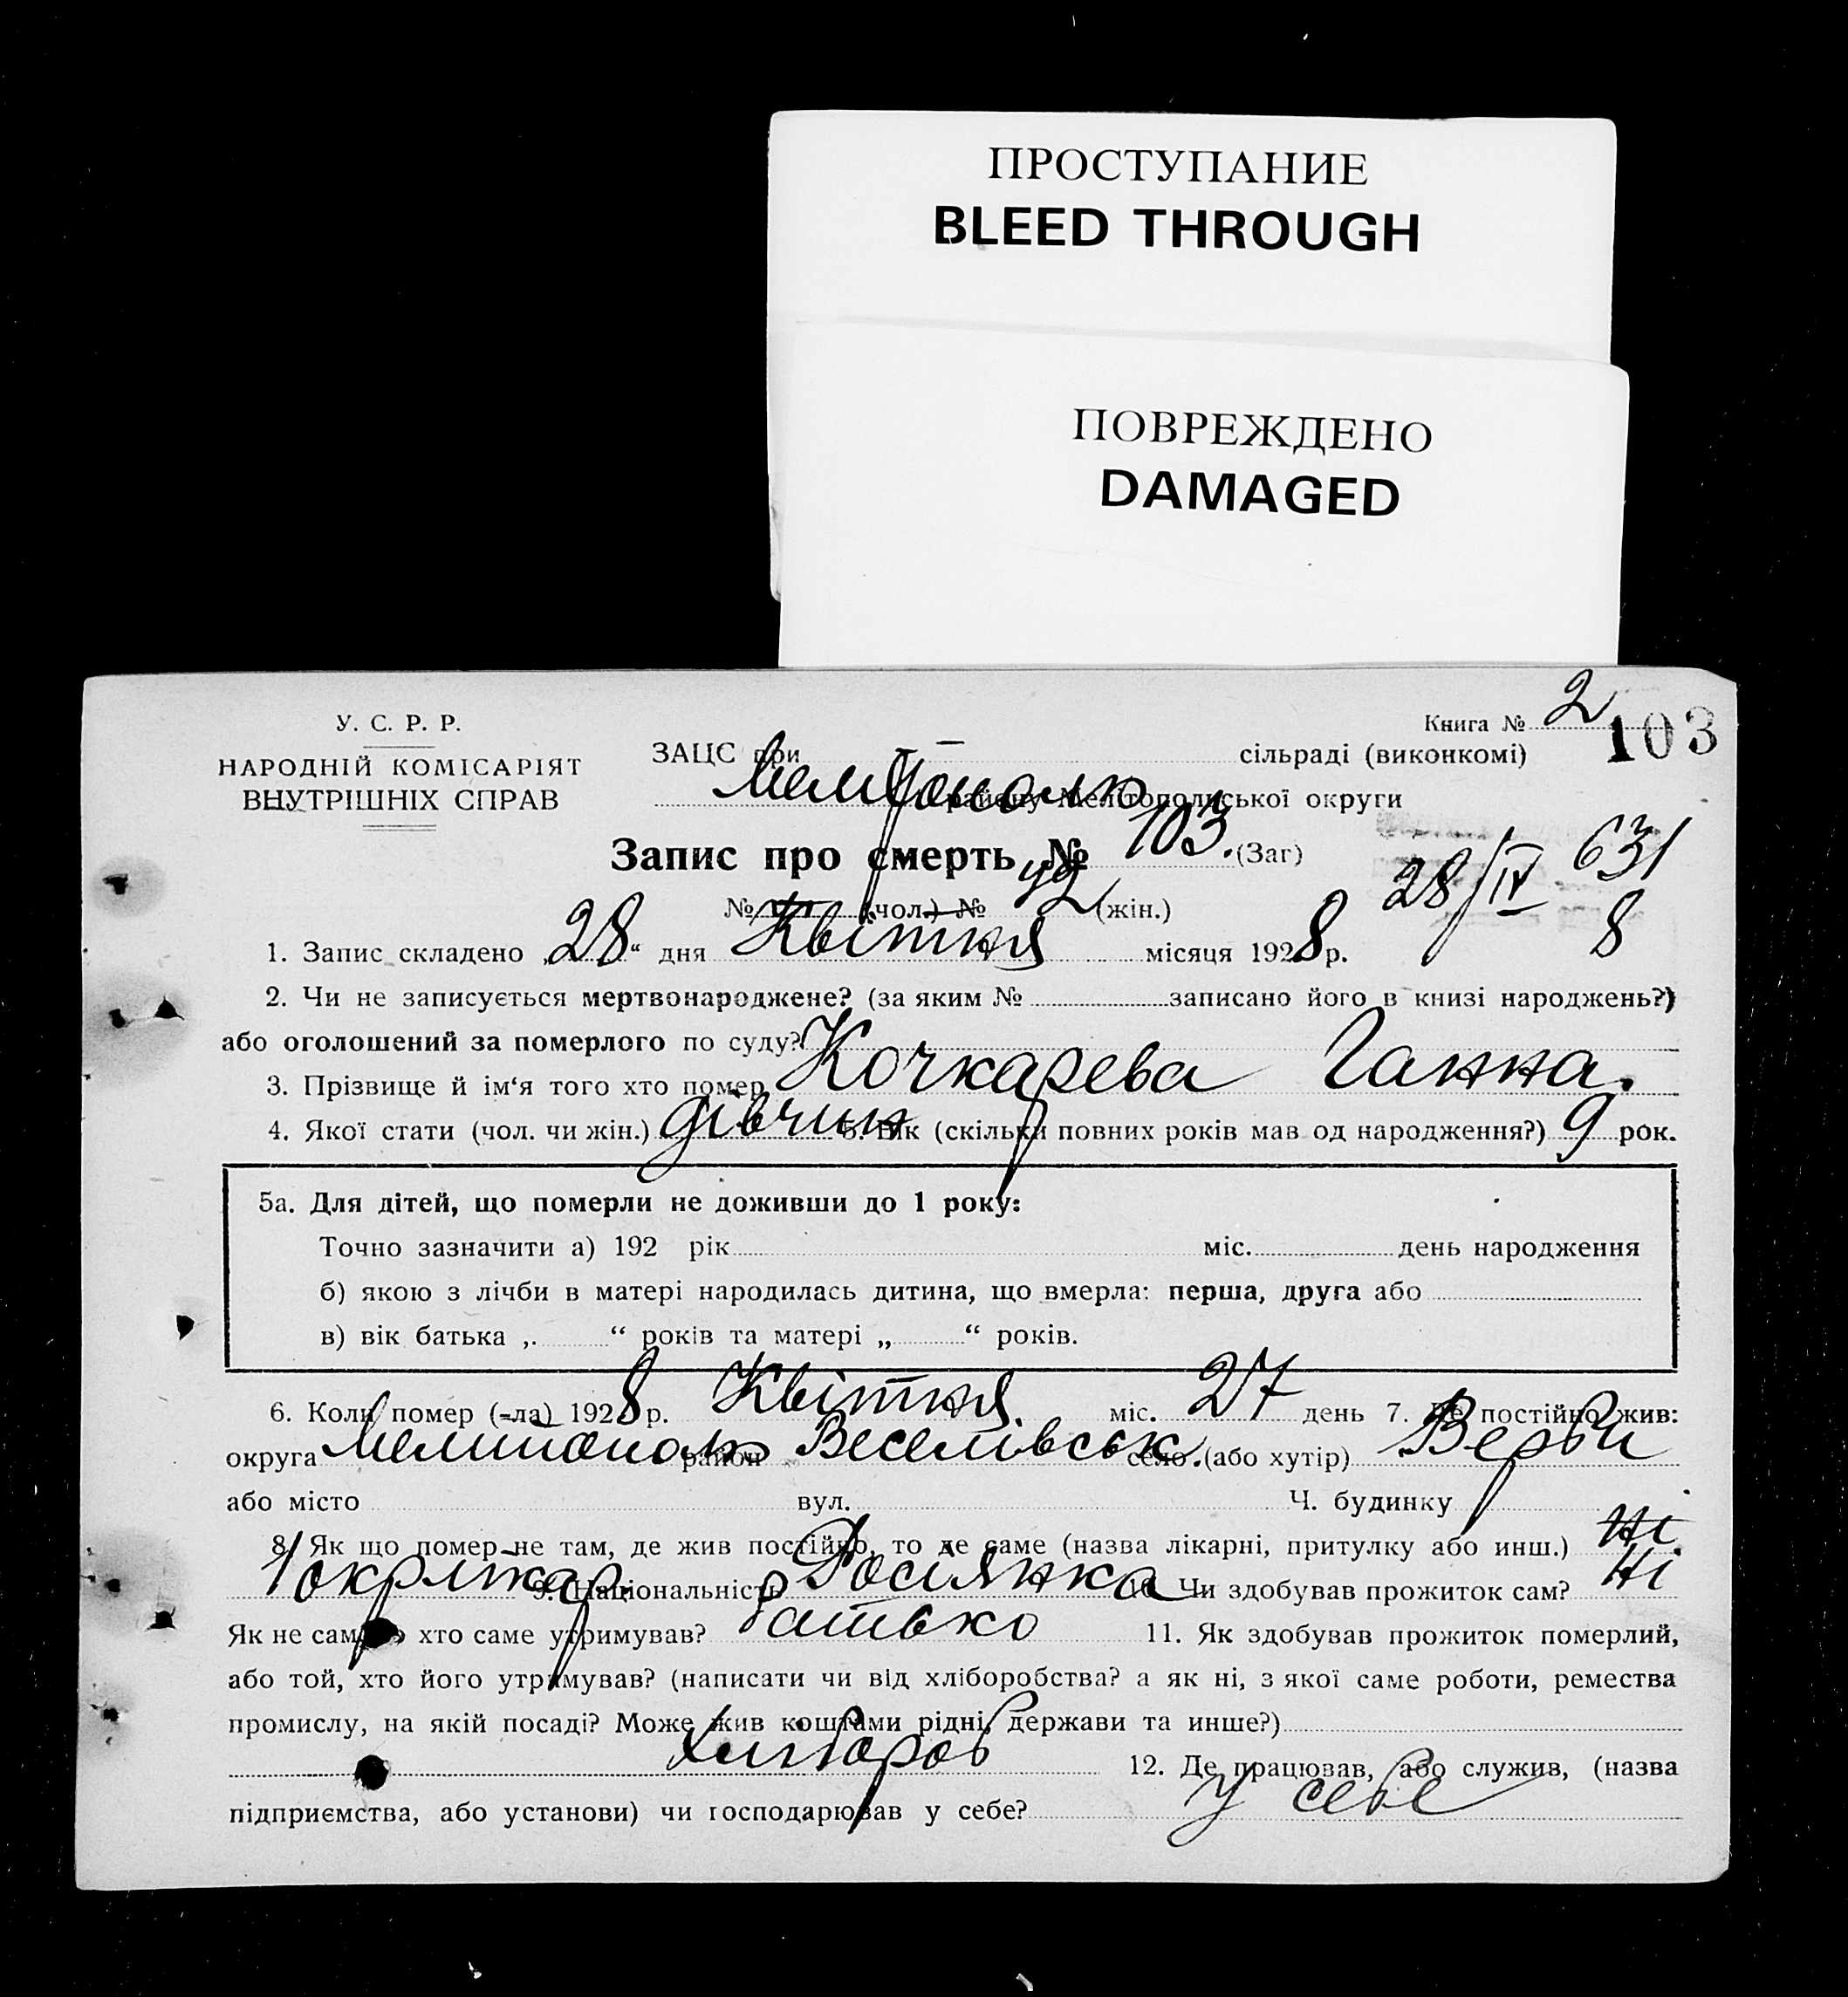 ПРОСТУПАНИЕ
BLEED THROUGH
ПОВРЕЖДЕНО
DAMAGED
У. С. Р. Р.
НАРОДНІЙ КОМІСАРІЯТ
ВНУТРІШНІХ СПРАВ
Книга № 2
103
ЗАЦС при — сільраді (виконкомі)
Мелітополь району Мелітопольської округи
Запис про смерть № 103. (Заг)
28/IV 631
8
№ (чол.) № 42 (жін.)
1. Запис складено „28“ дня Квітня місяця 1928 р.
2. Чи не записується мертвонароджене? (за яким № записано його в книзі народжень?)
або оголошений за померлого по суду?
3. Прізвище й ім‘я того хто помер Кочкарева Ганна.
4. Якої стати (чол. чи жін.) дівчин 5. Вік (скільки повних років мав од народження?) 9 рок.
5а. Для дітей, що померли не доживши до 1 року:
Точно зазначити а) 192 рік міс. день народження
б) якою з лічби в матері народилась дитина, що вмерла: перша, друга або
в) вік батька „ “ років та матері „ “ років.
6. Коли помер (-ла) 1928 р. Квітня міс. 27 день 7. Де постійно жив:
округа Мелитополь район Веселівськ. село (або хутір) Верби
або місто вул. Ч. будинку
8. Як що помер не там, де жив постійно, то де саме (назва лікарні, притулку або инш.) Ні
9. Національність Росіянка 10. Чи здобував прожиток сам? Ні
Як не сам, то хто саме утримував? батько 11. Як здобував прожиток померлий,
або той, хто його утримував? (написати чи від хліборобства? а як ні, з якої саме роботи, ремества
промислу, на якій посаді? Може жив коштами рідні, держави та инше?)
Хлібороб 12. Де працював, або служив, (назва
підприємства, або установи) чи господарював у себе? У себе